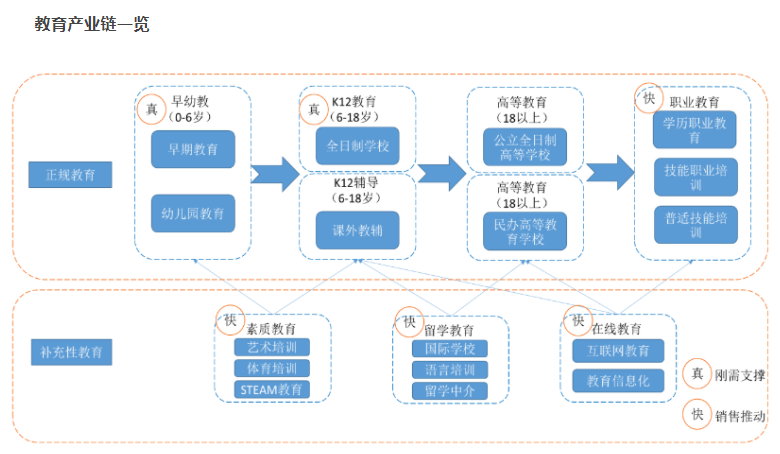 教育产业链一览
正规教育
真
早幼教
（0-6岁）
早期教育
幼儿园教育
真
K12教育
（6-18岁）
全日制学校
K12辅导
（6-18岁）
课外教辅
高等教育
（18以上）
公立全日制
高等学校
高等教育
（18以上）
民办高等教
育学校
快
职业教育
学历职业教
育
技能职业培
训
普适技能培
训
补充性教育
快
素质教育
艺术培训
体育培训
STEAM教育
快
留学教育
国际学校
语言培训
留学中介
快
在线教育
互联网教育
教育信息化
真
刚需支撑
快
销售推动